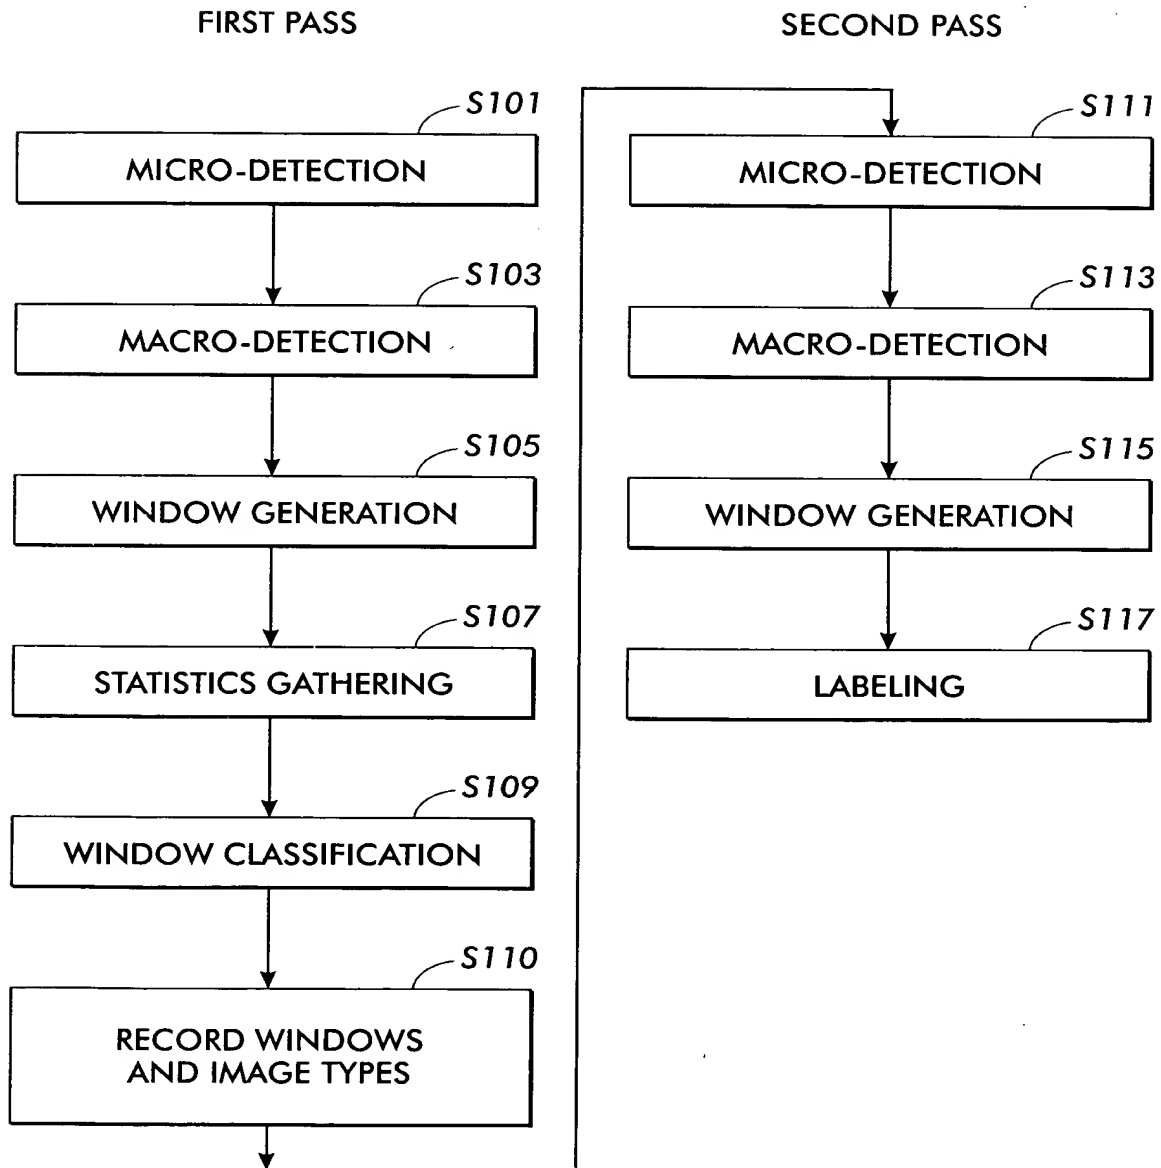 FIRST PASS
S101
MICRO-DETECTION
S103
MACRO-DETECTION
S105
WINDOW GENERATION
S107
STATISTICS GATHERING
S109
WINDOW CLASSIFICATION
S110
RECORD WINDOWS
AND IMAGE TYPES
SECOND PASS
S111
MICRO-DETECTION
S113
MACRO-DETECTION
S115
WINDOW GENERATION
S117
LABELING